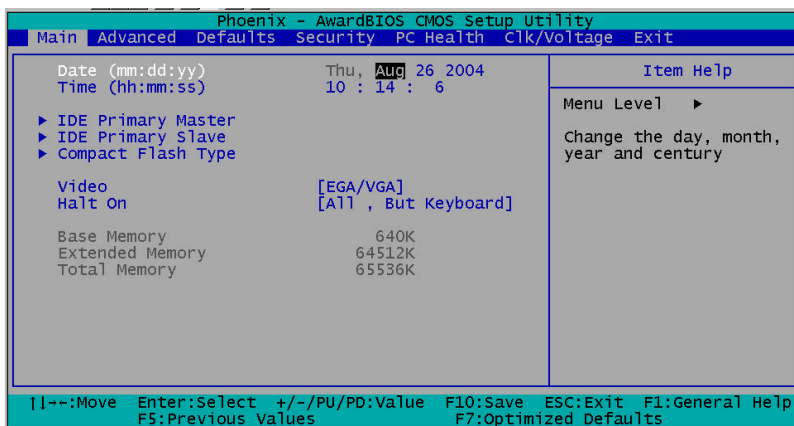 Phoenix - AwardBIOS CMOS Setup Utility
Main Advanced Defaults Security PC Health Clk/Voltage Exit
Date (mm:dd:yy) Thu, Aug 26 2004
Time (hh:mm:ss) 10 : 14 : 6
▶ IDE Primary Master
▶ IDE Primary Slave
▶ Compact Flash Type
Video [EGA/VGA]
Halt On [All , But Keyboard]
Base Memory 640K
Extended Memory 64512K
Total Memory 65536K
Item Help
Menu Level ▶
Change the day, month,
year and century
↑↓→←:Move Enter:Select +/-/PU/PD:Value F10:Save ESC:Exit F1:General Help
F5:Previous Values F7:Optimized Defaults